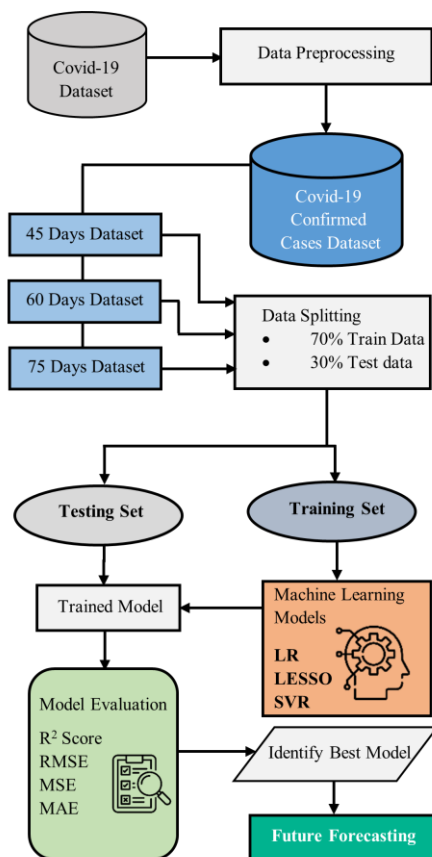 Covid-19
Dataset
Data Preprocessing
Covid-19
Confirmed
Cases Dataset
45 Days Dataset
60 Days Dataset
75 Days Dataset
Data Splitting
• 70% Train Data
• 30% Test data
Testing Set
Training Set
Trained Model
Machine Learning
Models
LR
LESSO
SVR
Model Evaluation
R² Score
RMSE
MSE
MAE
Identify Best Model
Future Forecasting